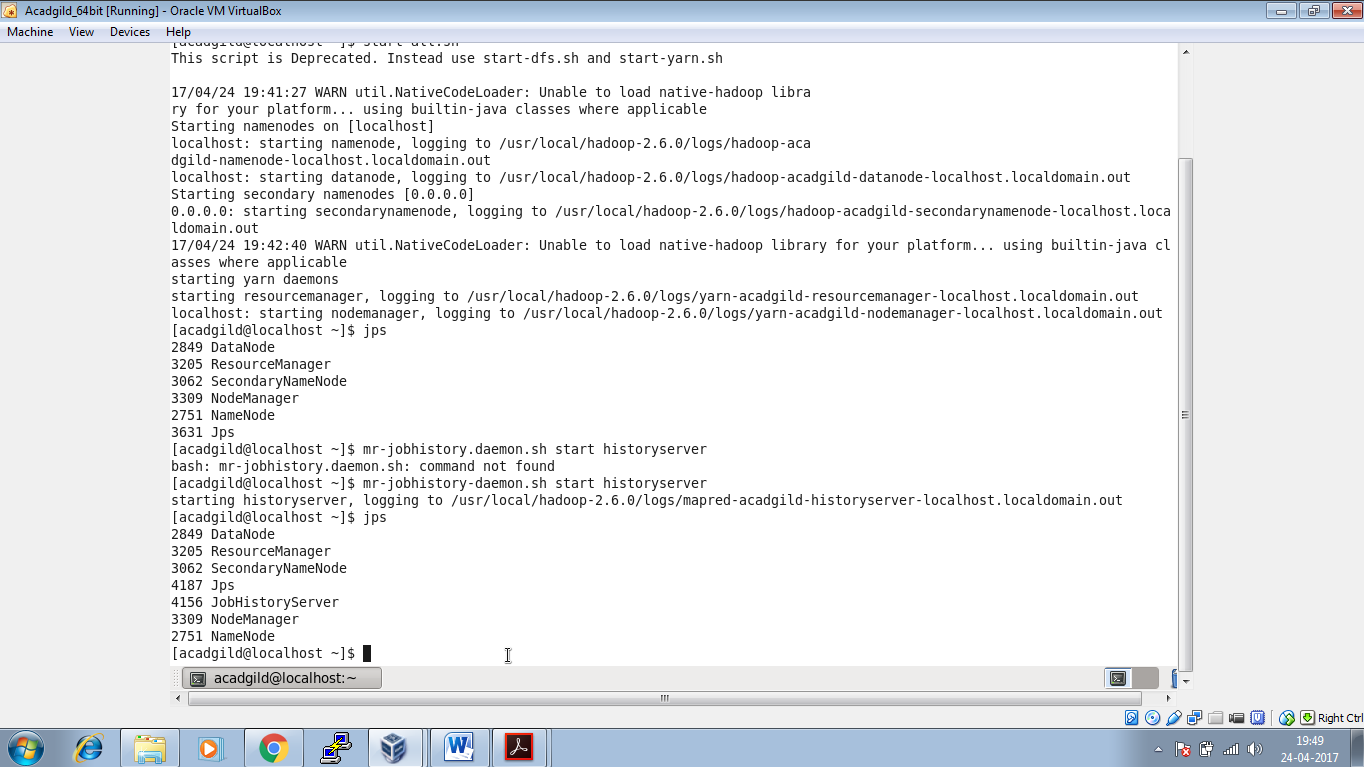 Acadgild_64bit [Running] - Oracle VM VirtualBox
Machine View Devices Help
[acadgild@localhost ~]$ start-all.sh
This script is Deprecated. Instead use start-dfs.sh and start-yarn.sh
17/04/24 19:41:27 WARN util.NativeCodeLoader: Unable to load native-hadoop libra
ry for your platform... using builtin-java classes where applicable
Starting namenodes on [localhost]
localhost: starting namenode, logging to /usr/local/hadoop-2.6.0/logs/hadoop-aca
dgild-namenode-localhost.localdomain.out
localhost: starting datanode, logging to /usr/local/hadoop-2.6.0/logs/hadoop-acadgild-datanode-localhost.localdomain.out
Starting secondary namenodes [0.0.0.0]
0.0.0.0: starting secondarynamenode, logging to /usr/local/hadoop-2.6.0/logs/hadoop-acadgild-secondarynamenode-localhost.loca
ldomain.out
17/04/24 19:42:40 WARN util.NativeCodeLoader: Unable to load native-hadoop library for your platform... using builtin-java cl
asses where applicable
starting yarn daemons
starting resourcemanager, logging to /usr/local/hadoop-2.6.0/logs/yarn-acadgild-resourcemanager-localhost.localdomain.out
localhost: starting nodemanager, logging to /usr/local/hadoop-2.6.0/logs/yarn-acadgild-nodemanager-localhost.localdomain.out
[acadgild@localhost ~]$ jps
2849 DataNode
3205 ResourceManager
3062 SecondaryNameNode
3309 NodeManager
2751 NameNode
3631 Jps
[acadgild@localhost ~]$ mr-jobhistory.daemon.sh start historyserver
bash: mr-jobhistory.daemon.sh: command not found
[acadgild@localhost ~]$ mr-jobhistory-daemon.sh start historyserver
starting historyserver, logging to /usr/local/hadoop-2.6.0/logs/mapred-acadgild-historyserver-localhost.localdomain.out
[acadgild@localhost ~]$ jps
2849 DataNode
3205 ResourceManager
3062 SecondaryNameNode
4187 Jps
4156 JobHistoryServer
3309 NodeManager
2751 NameNode
[acadgild@localhost ~]$
acadgild@localhost:~
Right Ctrl
19:49
24-04-2017